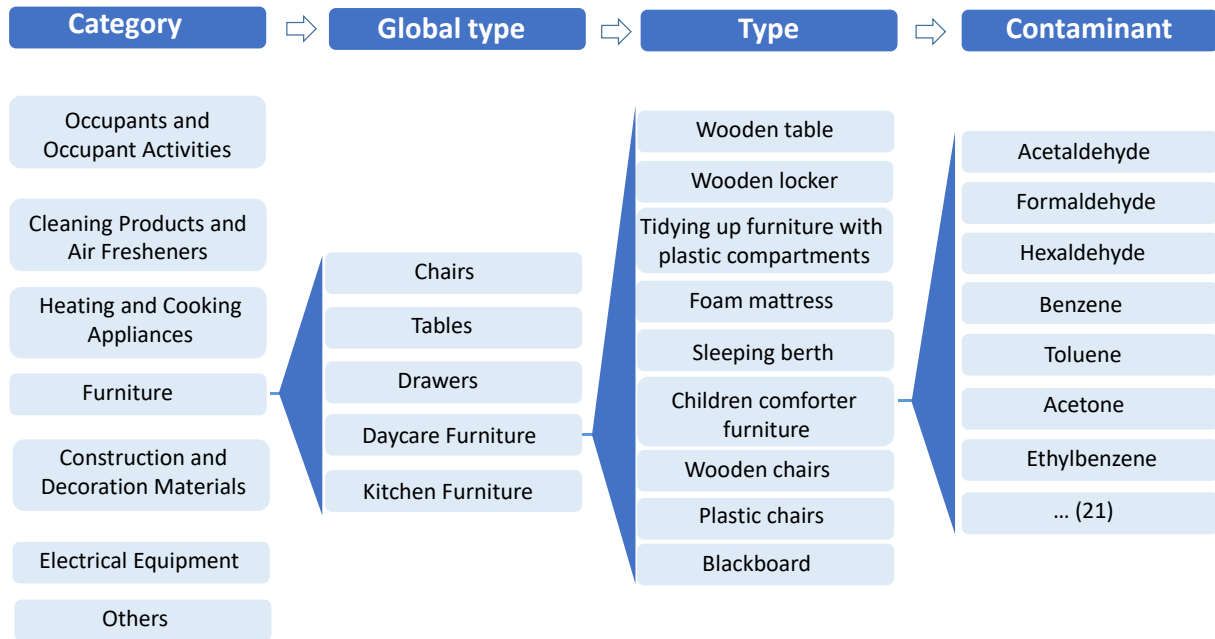 Category
Global type
Type
Contaminant
Occupants and
Occupant Activities
Cleaning Products and
Air Fresheners
Heating and Cooking
Appliances
Furniture
Construction and
Decoration Materials
Electrical Equipment
Others
Chairs
Tables
Drawers
Daycare Furniture
Kitchen Furniture
Wooden table
Wooden locker
Tidying up furniture with
plastic compartments
Foam mattress
Sleeping berth
Children comforter
furniture
Wooden chairs
Plastic chairs
Blackboard
Acetaldehyde
Formaldehyde
Hexaldehyde
Benzene
Toluene
Acetone
Ethylbenzene
... (21)